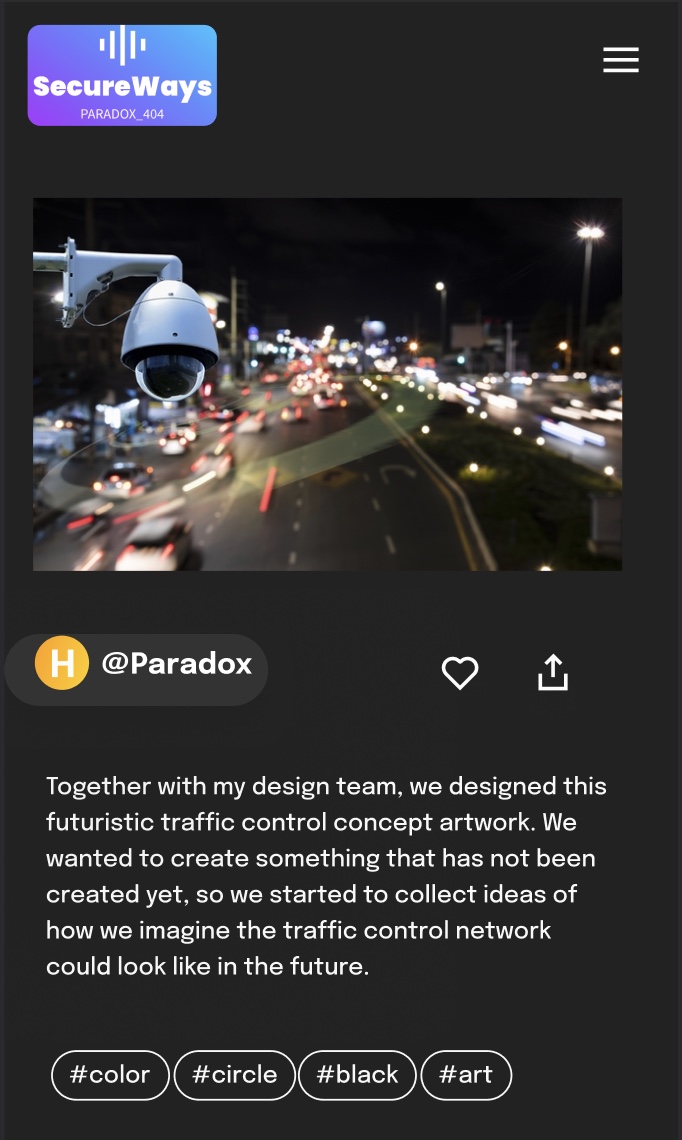 SecureWays
PARADOX_404
H @Paradox
Together with my design team, we designed this
futuristic traffic control concept artwork. We
wanted to create something that has not been
created yet, so we started to collect ideas of
how we imagine the traffic control network
could look like in the future.
#color #circle #black #art